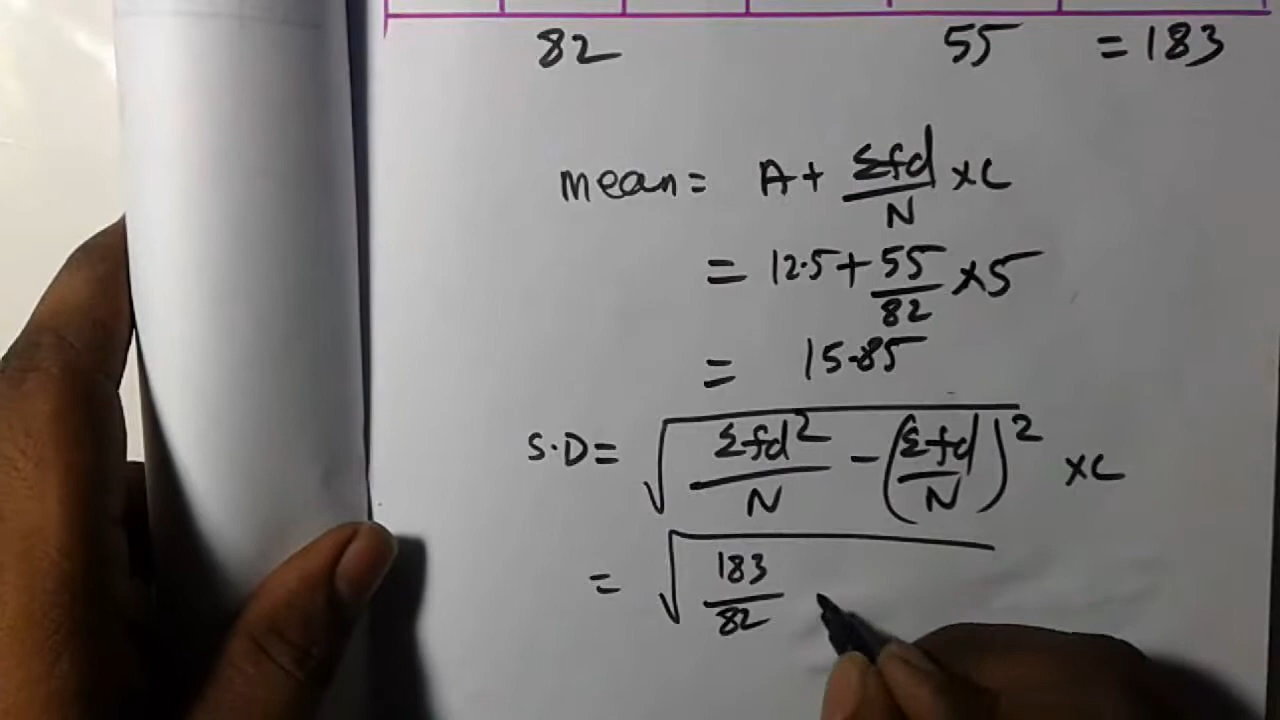 82 55 = 183
mean = A + Σfd/N × C
= 12.5 + 55/82 × 5
= 15.85
S.D = √(Σfd²/N - (Σfd/N)²) × C
= √(183/82